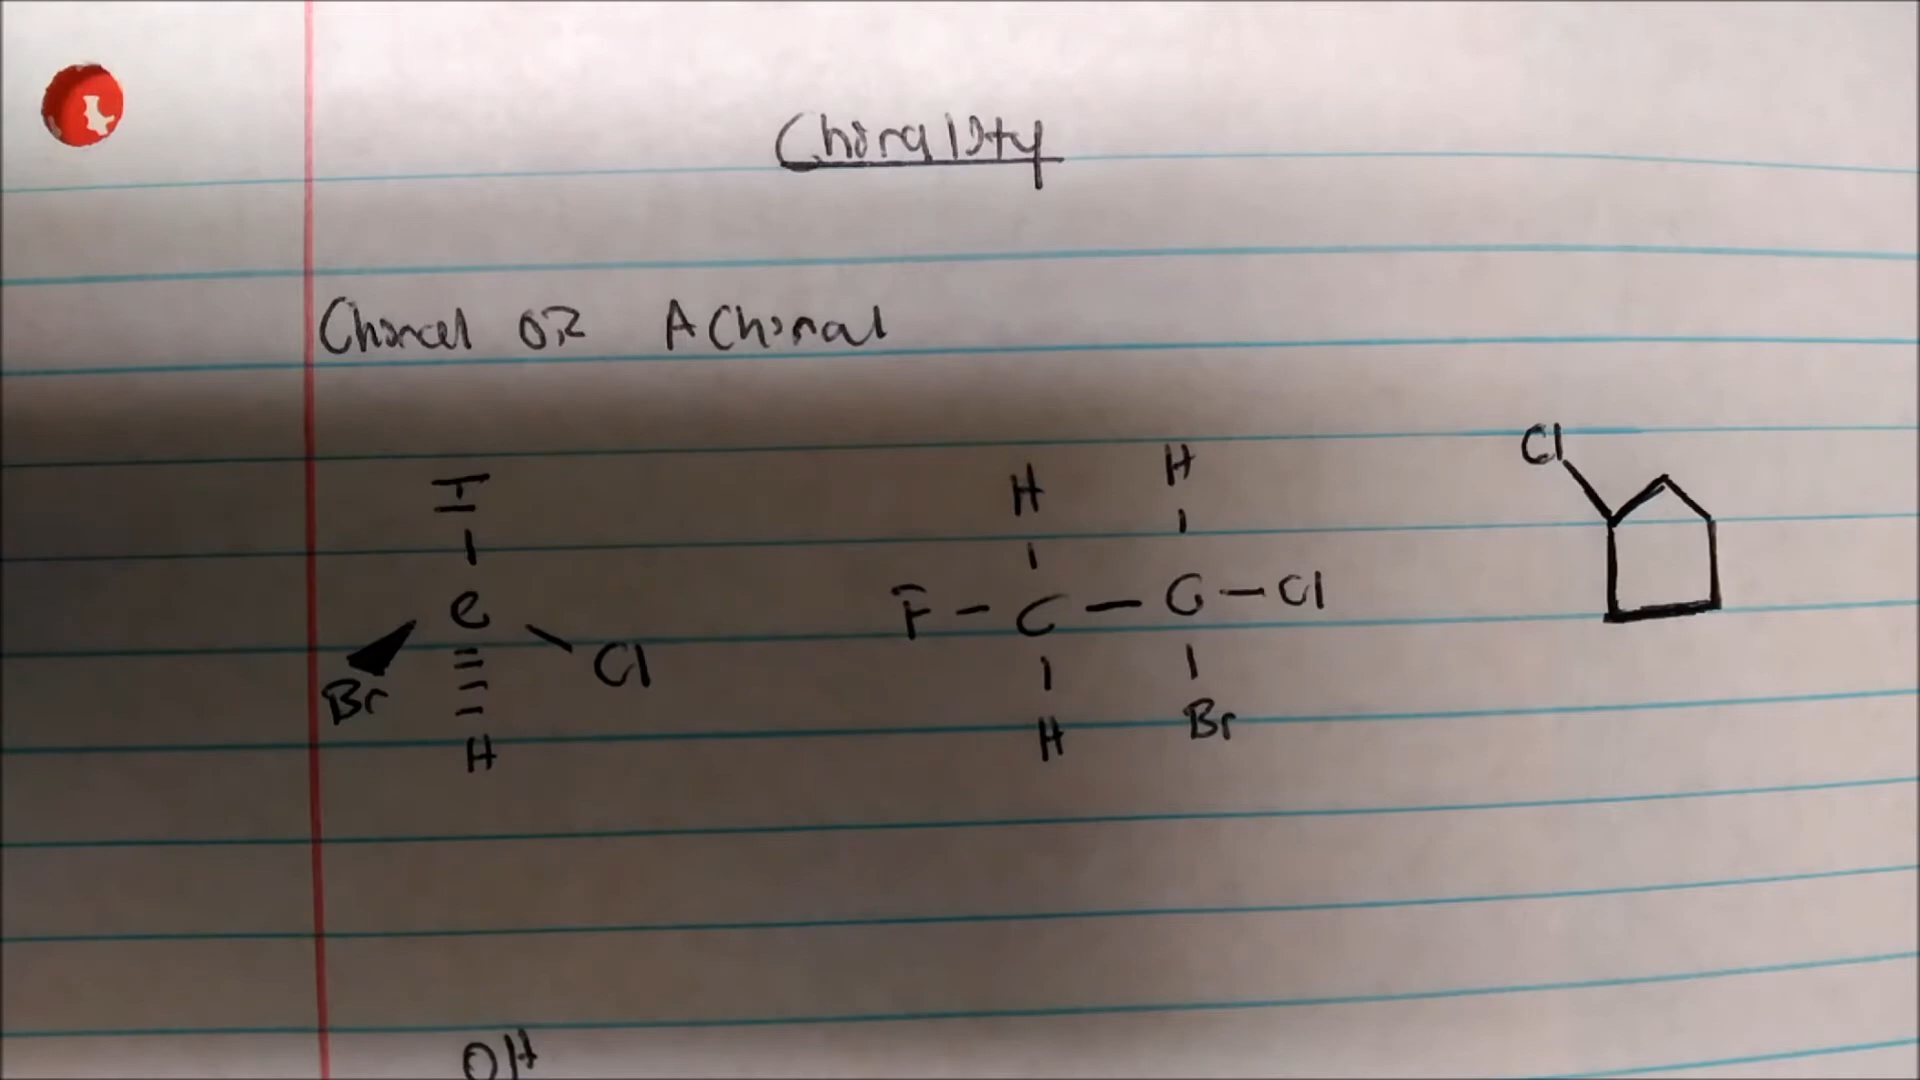 Chirality
Chiral or Achiral
I
C
Br
Cl
H
H
H
F - C - C - Cl
H
Br
Cl
OH